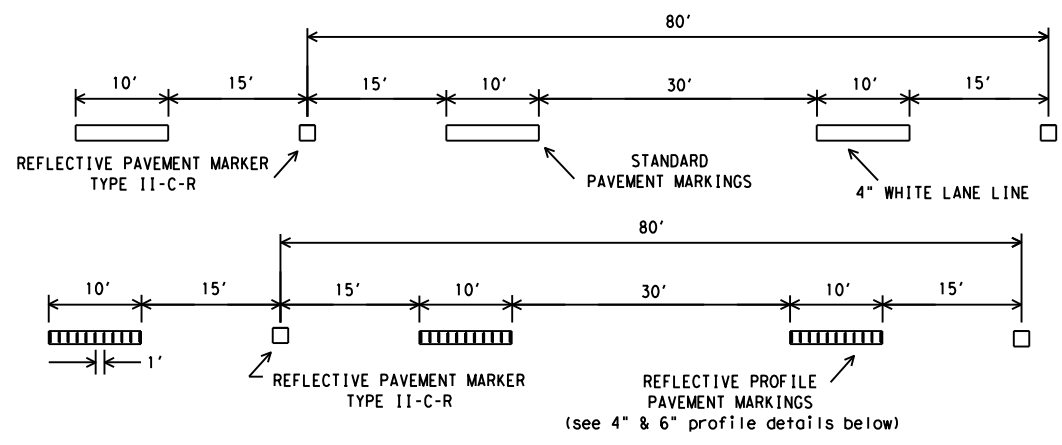 80'
10'
15'
15'
10'
30'
10'
15'
REFLECTIVE PAVEMENT MARKER
TYPE II-C-R
STANDARD
PAVEMENT MARKINGS
4" WHITE LANE LINE
80'
10'
15'
15'
10'
30'
10'
15'
1'
REFLECTIVE PAVEMENT MARKER
TYPE II-C-R
REFLECTIVE PROFILE
PAVEMENT MARKINGS
(see 4" & 6" profile details below)